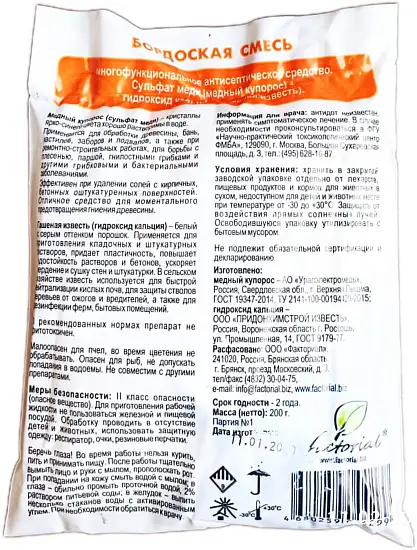 БОРДОСКАЯ СМЕСЬ
многофункциональное антисептическое средство.
Сульфат меди (медный купорос) +
гидроксид кальция известь).
Медный купорос (сульфат меди) - кристаллы
ярко-синего цвета хорошо растворимы в воде.
Применяется для обработки древесины, бань,
настилов, заборов и подвалов, а также при
ремонтно-строительных работах, для борьбы с
плесенью, паршой, гнилостными грибками и
другими грибковыми и бактериальными
заболеваниями.
Эффективен при удалении солей с кирпичных,
бетонных оштукатуренных поверхностей.
Отличное средство для моментального
предотвращения гниения древесины.
Гашеная известь (гидроксид кальция) – белый
с серым оттенком порошок. Применяется для
приготовления кладочных и штукатурных
растворов, придает пластичность, повышает
стойкость растворов и бетонов, ускоряет
твердение и сушку стен и штукатурки. В сельском
хозяйстве известь используется для быстрой
нейтрализации кислых почв, для защиты стволов
деревьев от ожогов и вредителей, а также для
дезинфекции ферм, бытовых помещений.
В рекомендованных нормах препарат не
фитотоксичен.
Малоопасен для пчел, во время цветения не
обрабатывать. Опасен для рыб, не допускать
попадания в водоемы. Не совместим с другими
препаратами.
Меры безопасности: II класс опасности
(опасное вещество). Для приготовления рабочей
жидкости не пользоваться железной и пищевой
посудой. Обработку проводить в отсутствие
детей и животных, использовать защитную
одежду: респиратор, очки, резиновые перчатки.
Беречь глаза! Во время работы нельзя курить,
пить и принимать пищу. После работы тщательно
вымыть лицо и руки с мылом, прополоскать рот.
При попадании на кожу смыть водой с мылом; в
глаза – обильно промыть проточной водой, 2%
раствором питьевой соды; в желудок – выпить
несколько стаканов воды с активированным
углем. При необходимости обратиться к врачу.
Информация для врача: антидот неизвестен,
применять симптоматическое лечение. В случае
необходимости проконсультироваться в ФГУ
«Научно-практический токсикологический центр
ФМБА», 129090, г. Москва, Большая Сухаревская
площадь, д. 3, тел.:(495) 628-16-87
Условия хранения: хранить в закрытой
заводской упаковке отдельно от лекарств,
пищевых продуктов и кормов для животных в
сухом, недоступном для детей и животных месте
при температуре от -30 до +30°С. Защищать от
воздействия прямых солнечных лучей.
Освободившуюся упаковку утилизировать с
бытовым мусором.
Не подлежит обязательной сертификации и
декларированию.
Изготовлено:
медный купорос – АО «Уралэлектромедь»,
Россия, Свердловская обл., г. Верхняя Пышма,
ГОСТ 19347-2014, ТУ 2141-100-00194429-2015;
гидроксид кальция –
ООО «ПРИДОНХИМСТРОЙ ИЗВЕСТЬ»,
Россия, Воронежская область г. Россошь,
ул. Промышленная, 14, ГОСТ 9179-77.
Расфасовано: ООО «Факториал»,
241020, Россия, Брянская область,
г. Брянск, проезд Московский, д.
тел/факс (4832) 30-04-75,
e-mail: info@factorial.biz, www.factorial.biz
Срок годности - 2 года.
Масса (нетто): 200 г.
Партия №1
Дата изготов
11.01.20
factorial
www.factorial.biz
-30°С
+30°С